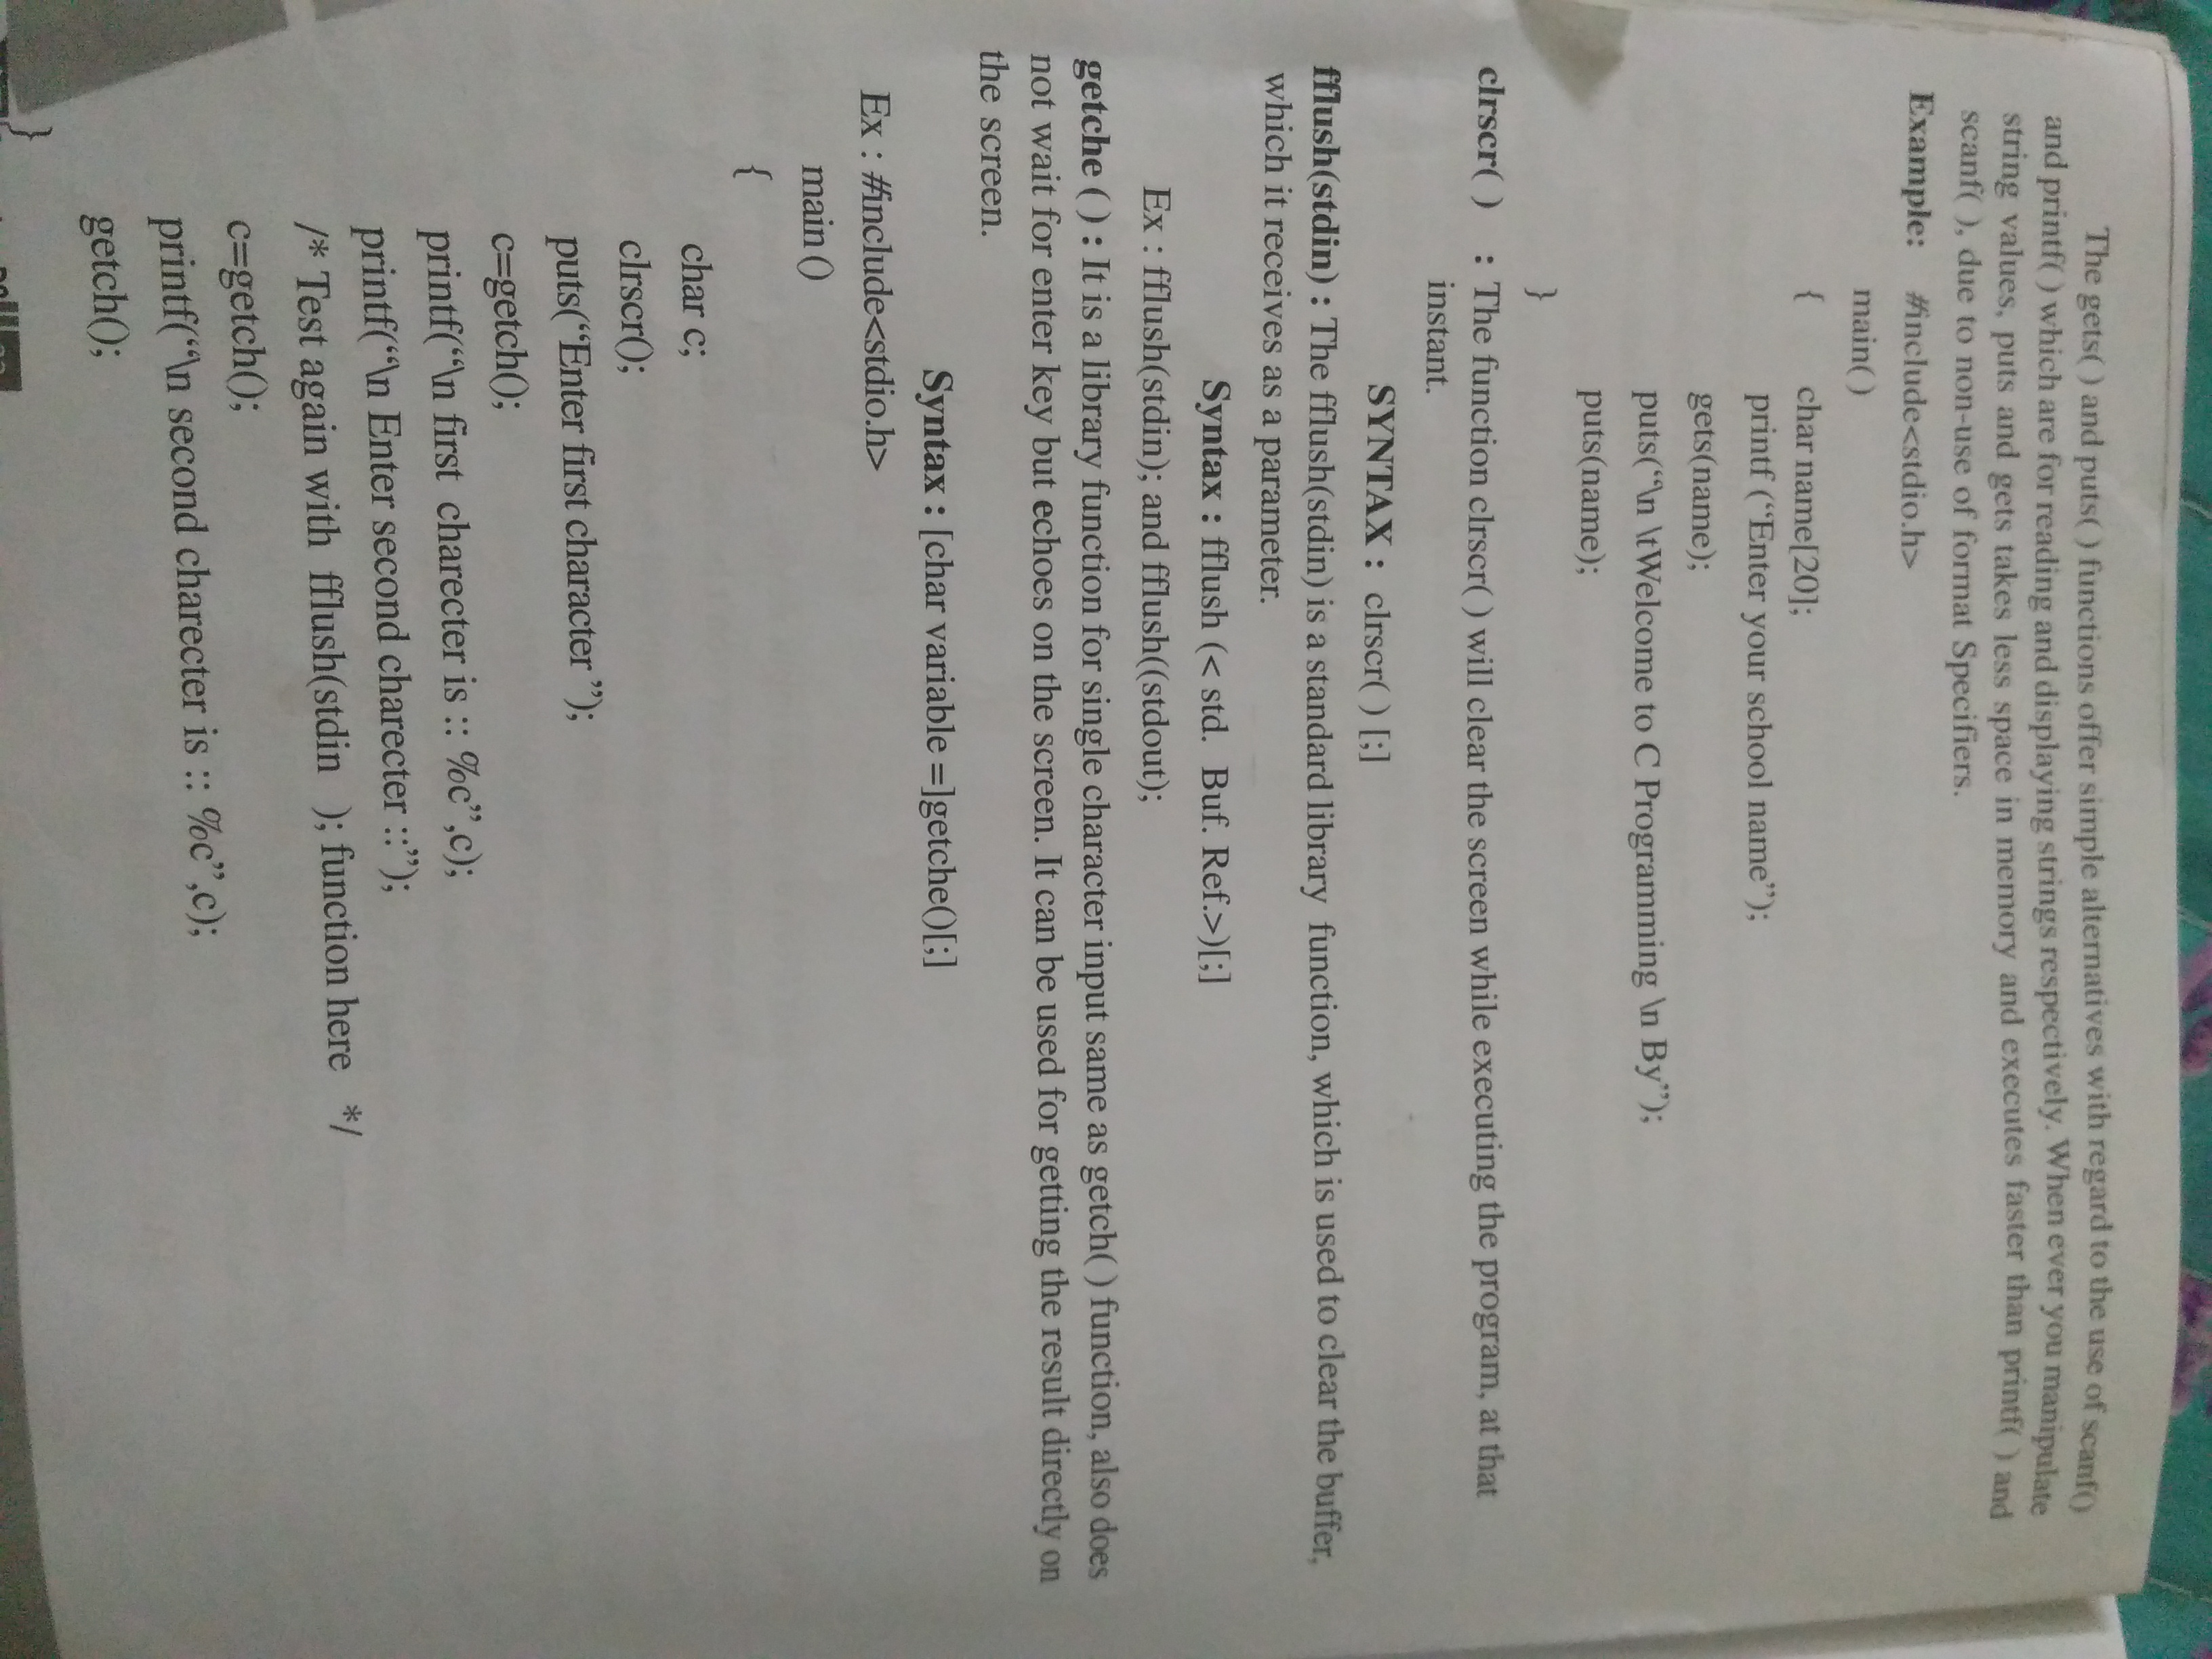 The gets( ) and puts( ) functions offer simple alternatives with regard to the use of scanf()
and printf( ) which are for reading and displaying strings respectively. When ever you manipulate
string values, puts and gets takes less space in memory and executes faster than printf( ) and
scanf( ), due to non-use of format Specifiers.
Example: #include<stdio.h>
main( )
{
char name[20];
printf (“Enter your school name”);
gets(name);
puts(“\n \tWelcome to C Programming \n By”);
puts(name);
}
clrscr( ) : The function clrscr( ) will clear the screen while executing the program, at that
instant.
SYNTAX : clrscr( ) [;]
fflush(stdin) : The fflush(stdin) is a standard library function, which is used to clear the buffer,
which it receives as a parameter.
Syntax : fflush (< std. Buf. Ref.>)[;]
Ex : fflush(stdin); and fflush((stdout);
getche ( ) : It is a library function for single character input same as getch( ) function, also does
not wait for enter key but echoes on the screen. It can be used for getting the result directly on
the screen.
Syntax : [char variable =]getche()[;]
Ex : #include<stdio.h>
main ()
{
char c;
clrscr();
puts(“Enter first character ”);
c=getch();
printf(“\n first charecter is :: %c”,c);
printf(“\n Enter second charecter ::”);
/* Test again with fflush(stdin ); function here */
c=getch();
printf(“\n second charecter is :: %c”,c);
getch();
}